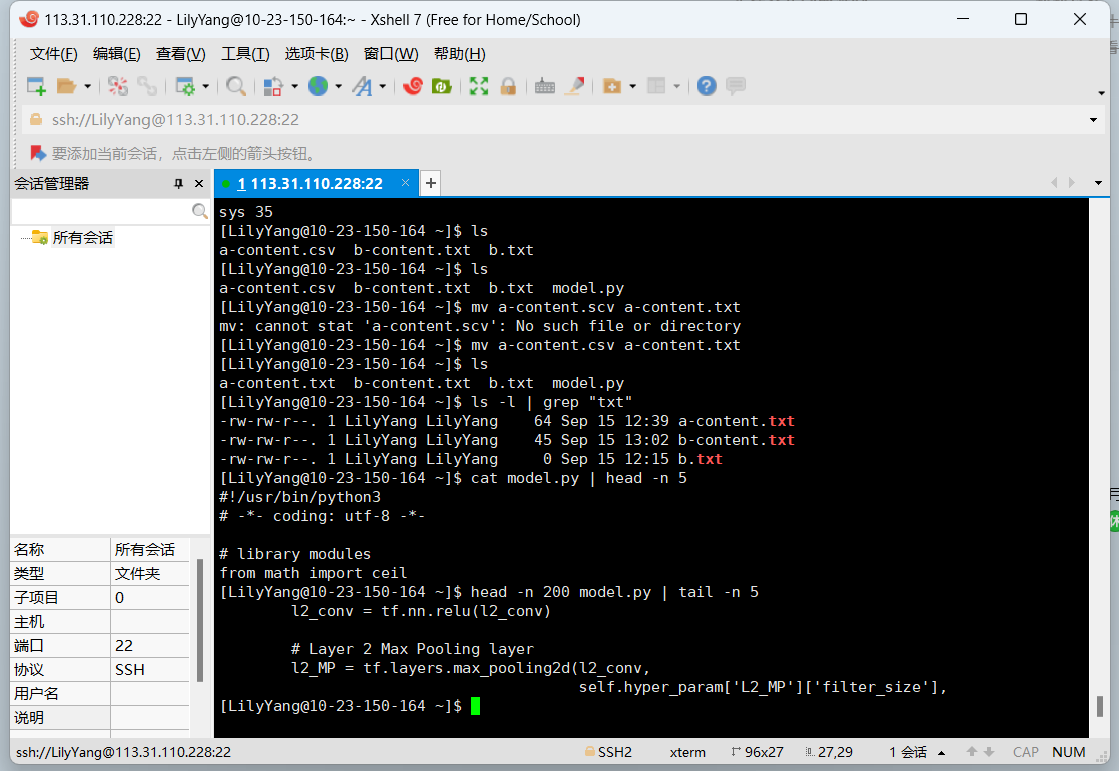 113.31.110.228:22 - LilyYang@10-23-150-164:~ - Xshell 7 (Free for Home/School)
文件(F) 编辑(E) 查看(V) 工具(T) 选项卡(B) 窗口(W) 帮助(H)
ssh://LilyYang@113.31.110.228:22
要添加当前会话，点击左侧的箭头按钮。
会话管理器
所有会话
名称 所有会话
类型 文件夹
子项目 0
主机
端口 22
协议 SSH
用户名
说明
1 113.31.110.228:22
sys 35
[LilyYang@10-23-150-164 ~]$ ls
a-content.csv  b-content.txt  b.txt
[LilyYang@10-23-150-164 ~]$ ls
a-content.csv  b-content.txt  b.txt  model.py
[LilyYang@10-23-150-164 ~]$ mv a-content.scv a-content.txt
mv: cannot stat 'a-content.scv': No such file or directory
[LilyYang@10-23-150-164 ~]$ mv a-content.csv a-content.txt
[LilyYang@10-23-150-164 ~]$ ls
a-content.txt  b-content.txt  b.txt  model.py
[LilyYang@10-23-150-164 ~]$ ls -l | grep "txt"
-rw-rw-r--. 1 LilyYang LilyYang    64 Sep 15 12:39 a-content.txt
-rw-rw-r--. 1 LilyYang LilyYang    45 Sep 15 13:02 b-content.txt
-rw-rw-r--. 1 LilyYang LilyYang     0 Sep 15 12:15 b.txt
[LilyYang@10-23-150-164 ~]$ cat model.py | head -n 5
#!/usr/bin/python3
# -*- coding: utf-8 -*-
# library modules
from math import ceil
[LilyYang@10-23-150-164 ~]$ head -n 200 model.py | tail -n 5
        l2_conv = tf.nn.relu(l2_conv)
        # Layer 2 Max Pooling layer
        l2_MP = tf.layers.max_pooling2d(l2_conv,
                                        self.hyper_param['L2_MP']['filter_size'],
[LilyYang@10-23-150-164 ~]$
ssh://LilyYang@113.31.110.228:22 SSH2 xterm 96x27 27,29 1 会话 CAP NUM